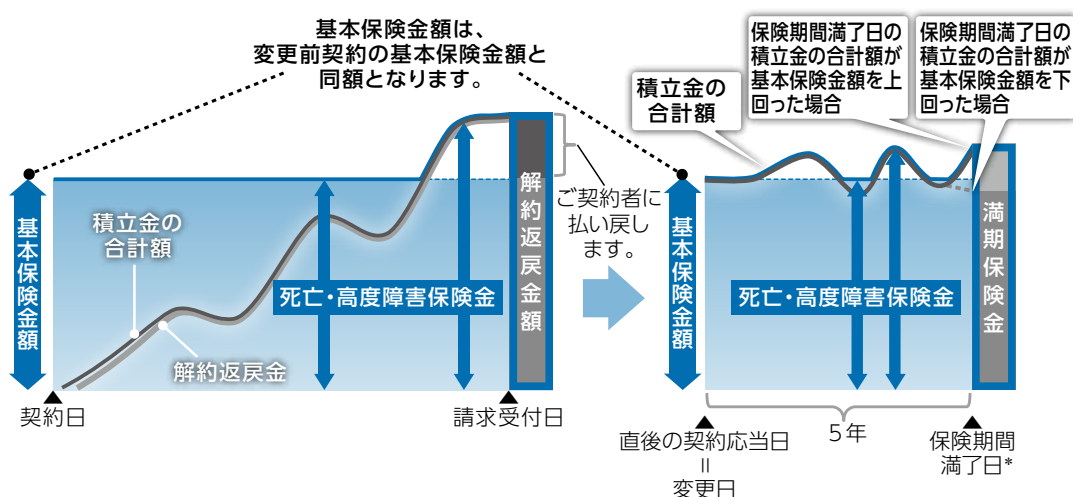 基本保険金額は、
変更前契約の基本保険金額と
同額となります。
基本保険金額
積立金の
合計額
解約返戻金
死亡・高度障害保険金
解約返戻金額
ご契約者に
払い戻し
ます。
契約日
請求受付日
積立金の
合計額
保険期間満了日の
積立金の合計額が
基本保険金額を上
回った場合
保険期間満了日の
積立金の合計額が
基本保険金額を下
回った場合
基本保険金額
死亡・高度障害保険金
満期保険金
直後の契約応当日
=
変更日
5年
保険期間
満了日*